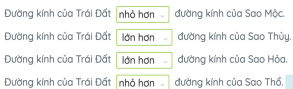 Đường kính của Trái Đất nhỏ hơn đường kính của Sao Mộc.
Đường kính của Trái Đất lớn hơn đường kính của Sao Thủy.
Đường kính của Trái Đất lớn hơn đường kính của Sao Hỏa.
Đường kính của Trái Đất nhỏ hơn đường kính của Sao Thổ.